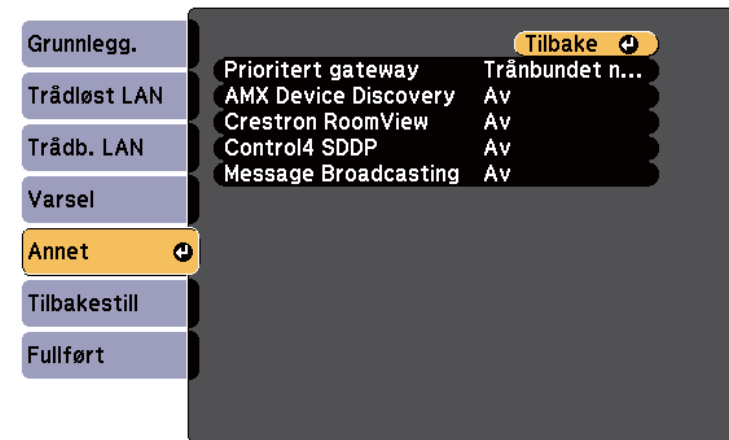 Grunnlegg.
Trådløst LAN
Trådb. LAN
Varsel
Annet
Tilbakestill
Fullført
Tilbake
Prioritert gateway Trånbundet n...
AMX Device Discovery Av
Crestron RoomView Av
Control4 SDDP Av
Message Broadcasting Av